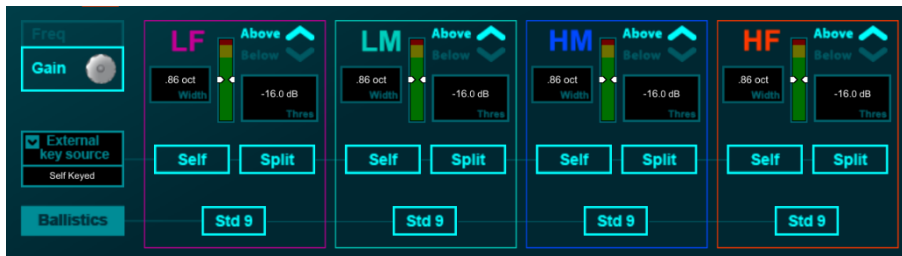 Freq
Gain
External
key source
Self Keyed
Ballistics
LF
Above
Below
.86 oct
Width
-16.0 dB
Thres
Self
Split
Std 9
LM
Above
Below
.86 oct
Width
-16.0 dB
Thres
Self
Split
Std 9
HM
Above
Below
.86 oct
Width
-16.0 dB
Thres
Self
Split
Std 9
HF
Above
Below
.86 oct
Width
-16.0 dB
Thres
Self
Split
Std 9